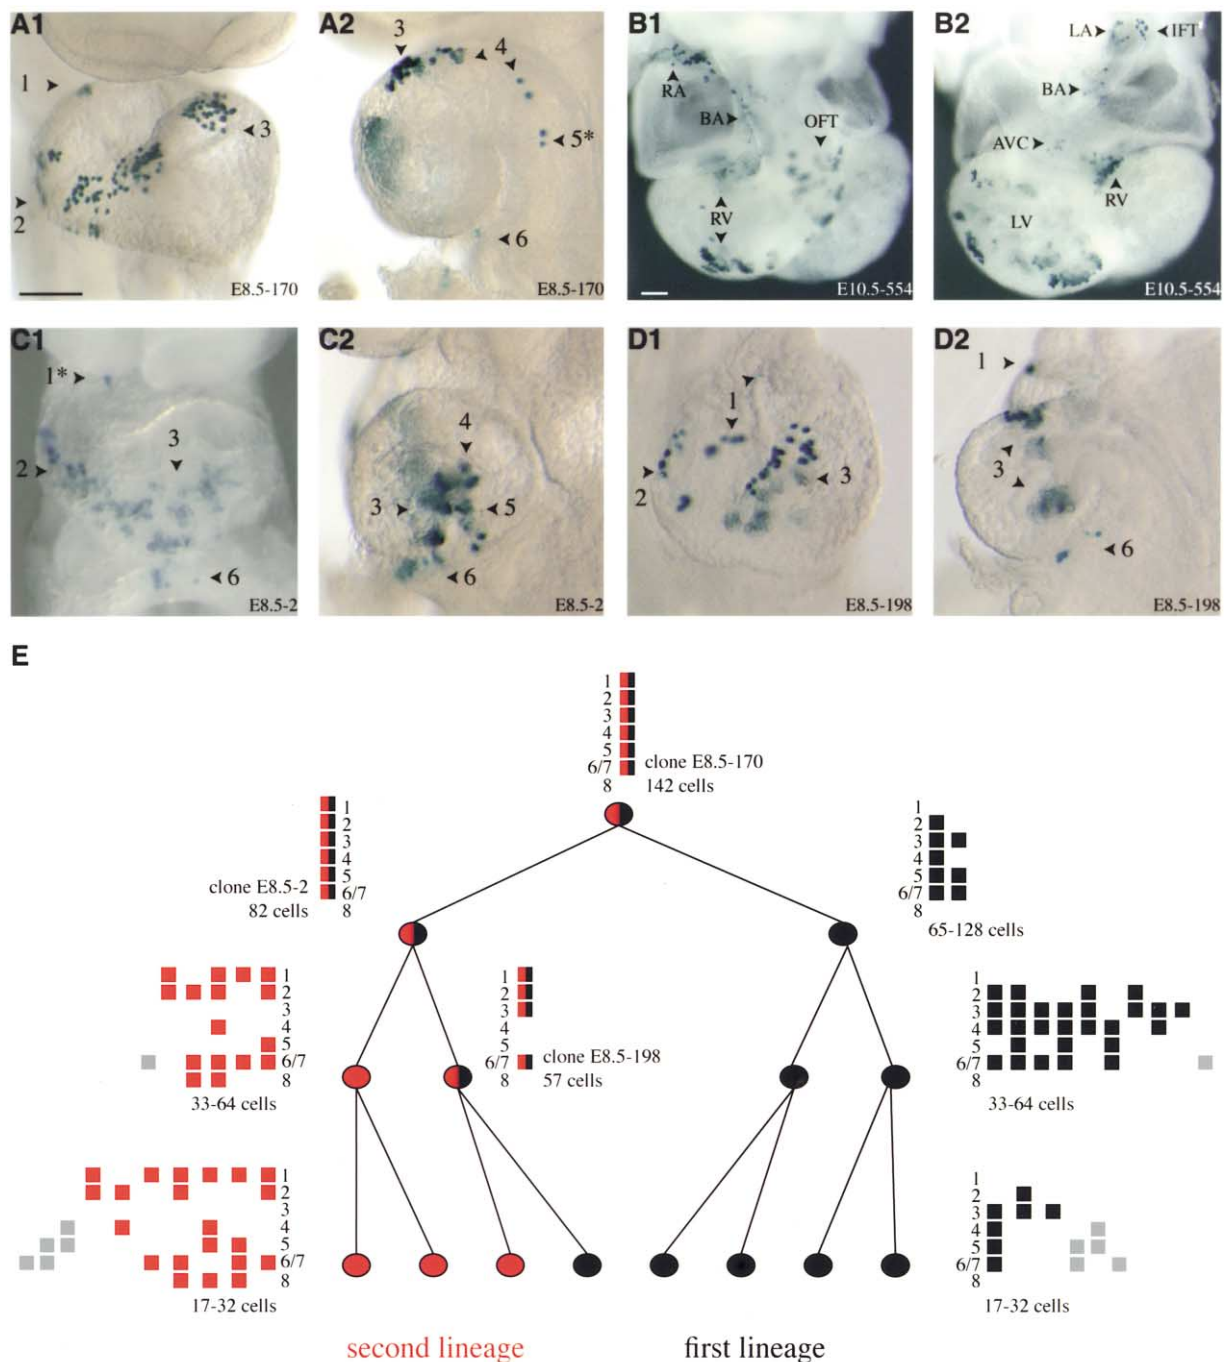 A1
1
3
2
E8.5-170
A2
3
4
5*
6
E8.5-170
B1
RA
BA
OFT
RV
E10.5-554
B2
LA
IFT
BA
AVC
RV
LV
E10.5-554
C1
1*
3
2
6
E8.5-2
C2
4
3
5
6
E8.5-2
D1
1
2
3
E8.5-198
D2
1
3
6
E8.5-198
E
1
2
3
4
5
6/7
8
clone E8.5-170
142 cells
1
2
3
4
5
6/7
8
clone E8.5-2
82 cells
1
2
3
4
5
6/7
8
65-128 cells
1
2
3
4
5
6/7
8
33-64 cells
1
2
3
4
5
6/7
8
clone E8.5-198
57 cells
1
2
3
4
5
6/7
8
33-64 cells
1
2
3
4
5
6/7
8
17-32 cells
1
2
3
4
5
6/7
8
17-32 cells
second lineage
first lineage